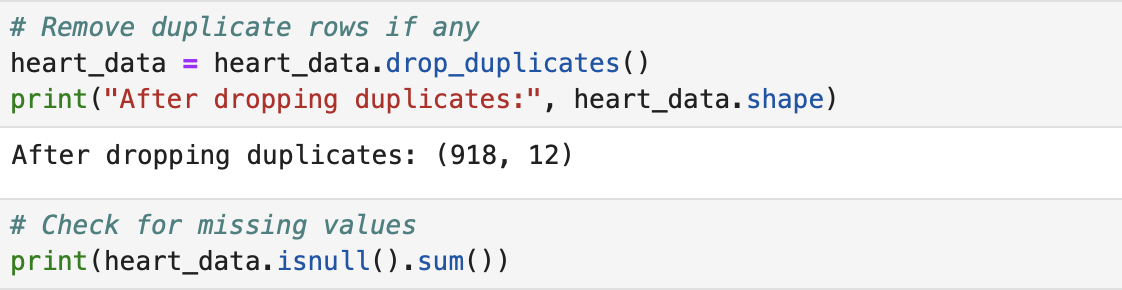 # Remove duplicate rows if any
heart_data = heart_data.drop_duplicates()
print("After dropping duplicates:", heart_data.shape)
After dropping duplicates: (918, 12)
# Check for missing values
print(heart_data.isnull().sum())